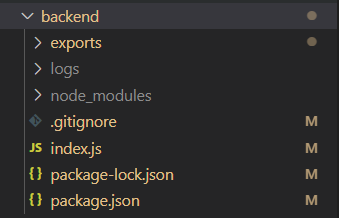 backend
exports
logs
node_modules
.gitignore M
JS index.js M
{} package-lock.json M
{} package.json M